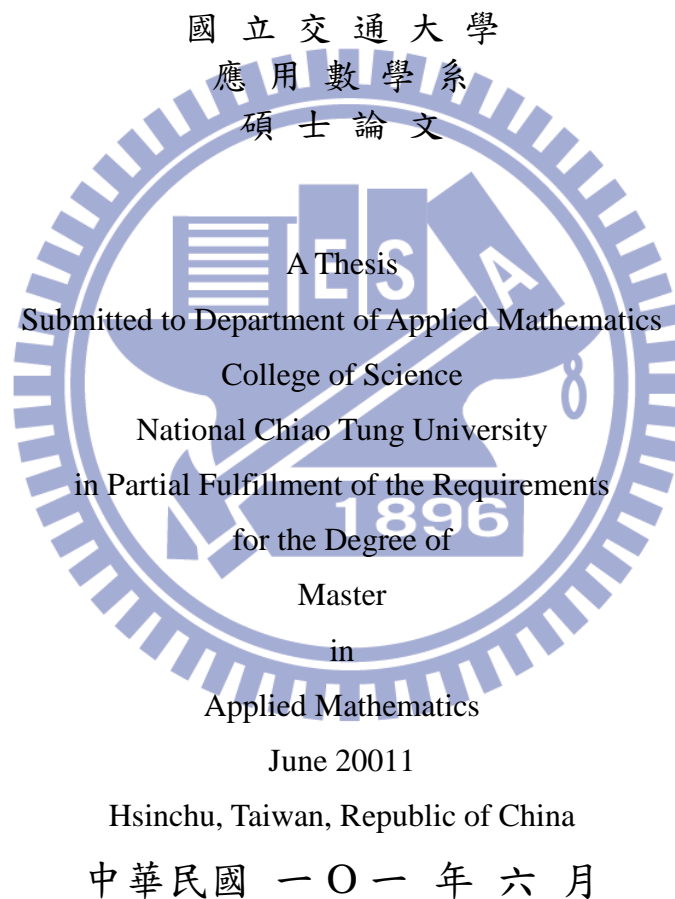 國 立 交 通 大 學
應 用 數 學 系
碩 士 論 文
E S A
A Thesis
Submitted to Department of Applied Mathematics
College of Science
National Chiao Tung University
in Partial Fulfillment of the Requirements
1896
for the Degree of
Master
in
Applied Mathematics
June 20011
Hsinchu, Taiwan, Republic of China
中華民國 一O一 年 六 月